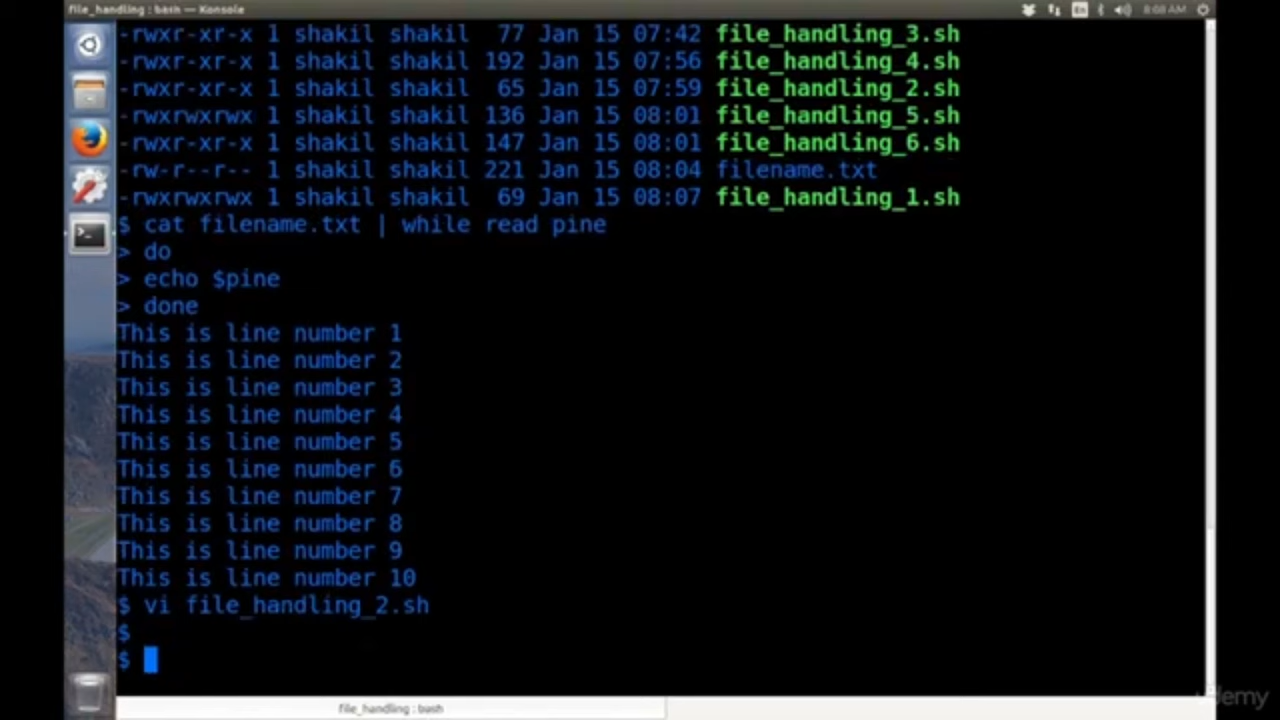 file_handling : bash — Konsole
En
8:08 AM
-rwxr-xr-x 1 shakil shakil  77 Jan 15 07:42 file_handling_3.sh
-rwxr-xr-x 1 shakil shakil 192 Jan 15 07:56 file_handling_4.sh
-rwxr-xr-x 1 shakil shakil  65 Jan 15 07:59 file_handling_2.sh
-rwxrwxrwx 1 shakil shakil 136 Jan 15 08:01 file_handling_5.sh
-rwxr-xr-x 1 shakil shakil 147 Jan 15 08:01 file_handling_6.sh
-rw-r--r-- 1 shakil shakil 221 Jan 15 08:04 filename.txt
-rwxrwxrwx 1 shakil shakil  69 Jan 15 08:07 file_handling_1.sh
$ cat filename.txt | while read pine
> do
> echo $pine
> done
This is line number 1
This is line number 2
This is line number 3
This is line number 4
This is line number 5
This is line number 6
This is line number 7
This is line number 8
This is line number 9
This is line number 10
$ vi file_handling_2.sh
$
$
file_handling : bash
udemy